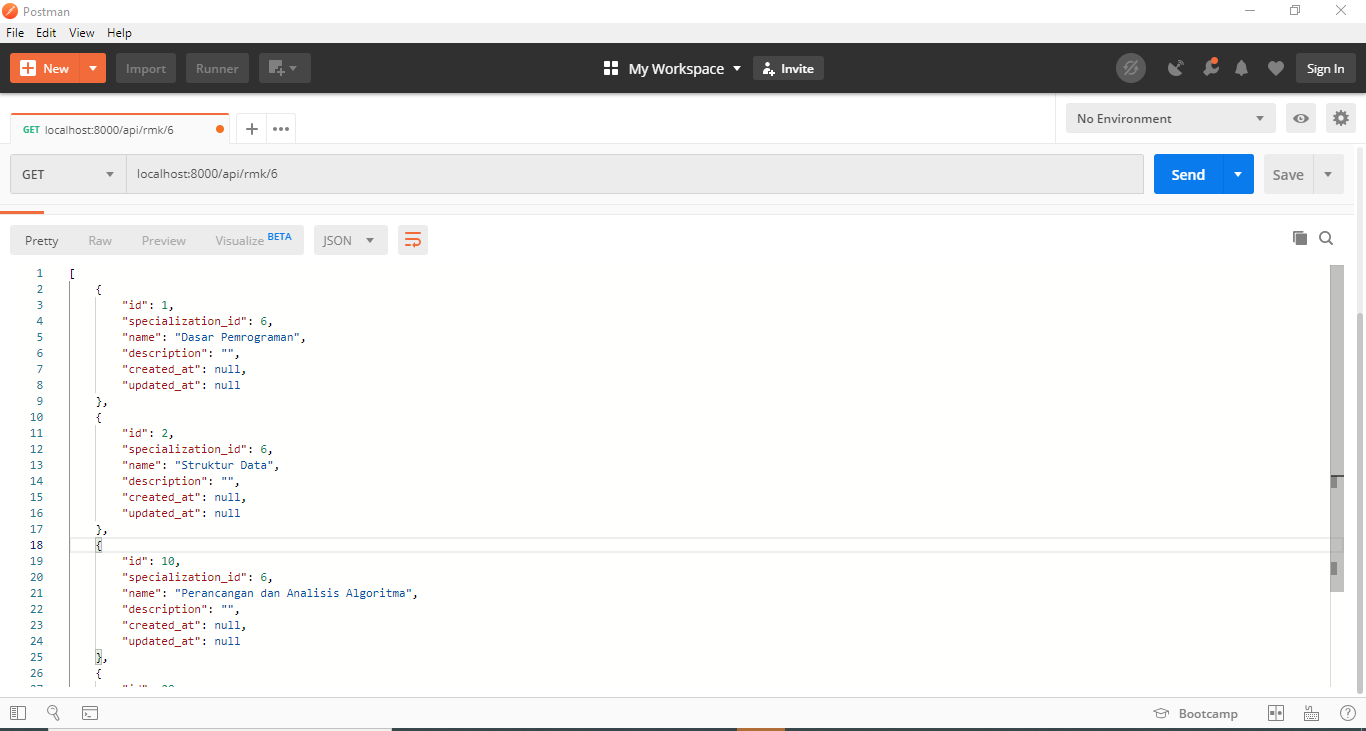 Postman
File Edit View Help
New Import Runner My Workspace Invite Sign In
GET localhost:8000/api/rmk/6 No Environment
GET localhost:8000/api/rmk/6 Send Save
Pretty Raw Preview Visualize BETA JSON
1 [
2 {
3 "id": 1,
4 "specialization_id": 6,
5 "name": "Dasar Pemrograman",
6 "description": "",
7 "created_at": null,
8 "updated_at": null
9 },
10 {
11 "id": 2,
12 "specialization_id": 6,
13 "name": "Struktur Data",
14 "description": "",
15 "created_at": null,
16 "updated_at": null
17 },
18 {
19 "id": 10,
20 "specialization_id": 6,
21 "name": "Perancangan dan Analisis Algoritma",
22 "description": "",
23 "created_at": null,
24 "updated_at": null
25 },
26 {
Bootcamp